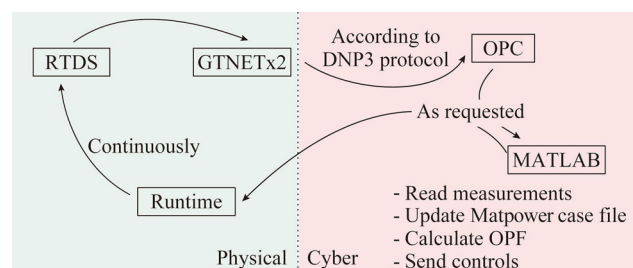 RTDS
GTNETx2
According to
DNP3 protocol
OPC
As requested
Continuously
MATLAB
Runtime
- Read measurements
- Update Matpower case file
- Calculate OPF
- Send controls
Physical
Cyber